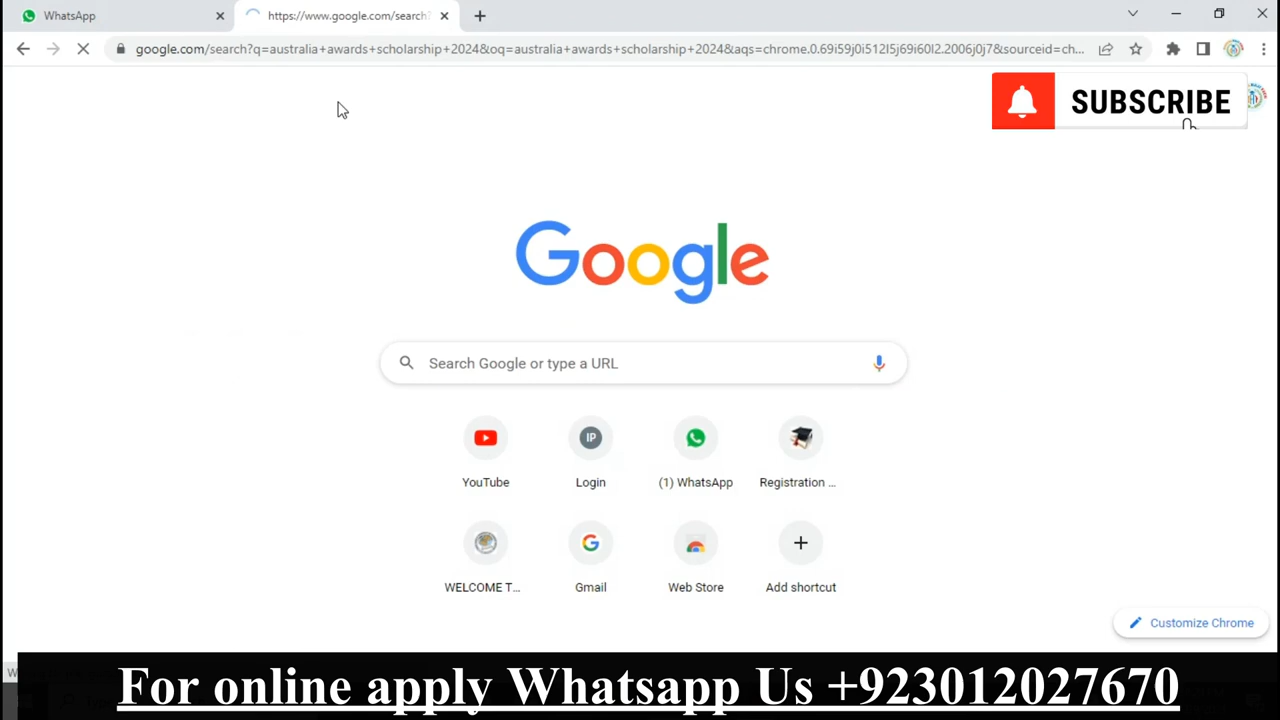 WhatsApp
https://www.google.com/search?
google.com/search?q=australia+awards+scholarship+2024&oq=australia+awards+scholarship+2024&aqs=chrome.0.69i59j0i512l5j69i60l2.2006j0j7&sourceid=ch...
SUBSCRIBE
Google
Search Google or type a URL
IP
YouTube
Login
(1) WhatsApp
Registration ...
WELCOME T...
Gmail
Web Store
Add shortcut
Customize Chrome
For online apply Whatsapp Us +923012027670